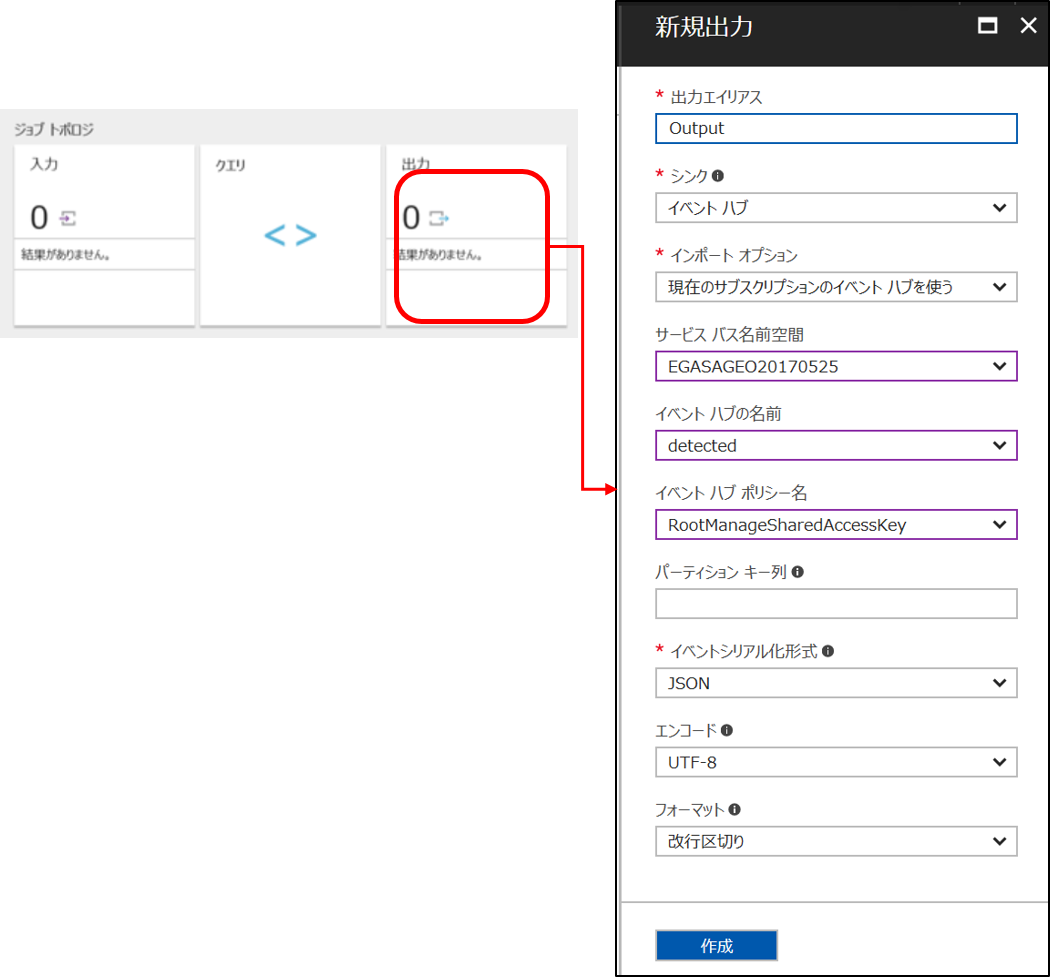 ジョブ トポロジ
入力
0
結果がありません。
クエリ
< >
出力
0
結果がありません。
新規出力
* 出力エイリアス
Output
* シンク
イベント ハブ
* インポート オプション
現在のサブスクリプションのイベント ハブを使う
サービス バス名前空間
EGASAGEO20170525
イベント ハブの名前
detected
イベント ハブ ポリシー名
RootManageSharedAccessKey
パーティション キー列
* イベントシリアル化形式
JSON
エンコード
UTF-8
フォーマット
改行区切り
作成